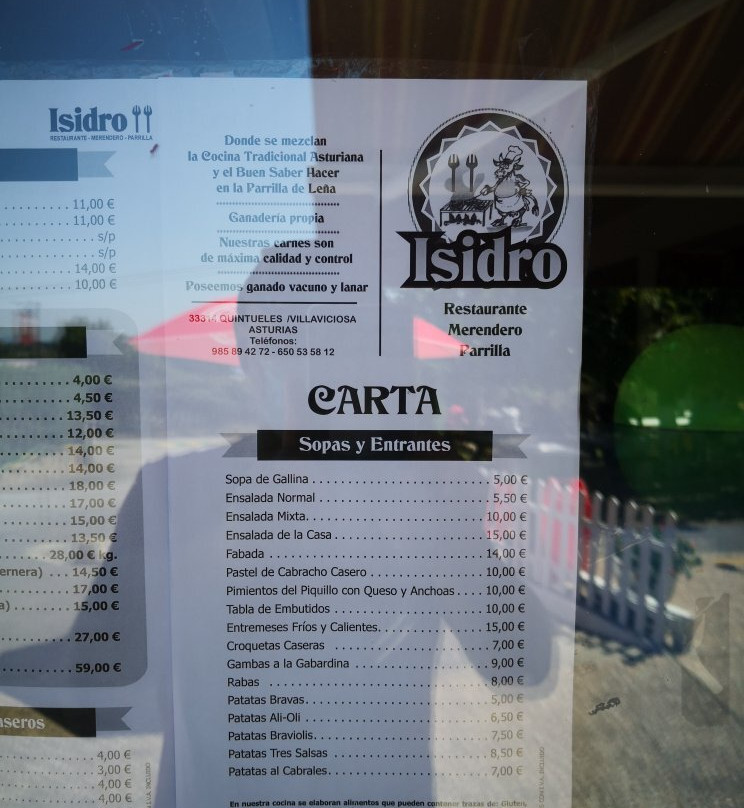 Isidro
RESTAURANTE - MERENDERO - PARRILLA
11,00 €
11,00 €
s/p
s/p
14,00 €
10,00 €
4,00 €
4,50 €
13,50 €
12,00 €
14,00 €
14,00 €
18,00 €
17,00 €
15,00 €
13,50 €
28,00 € kg.
ernera) ... 14,50 €
17,00 €
a) ........ 15,00 €
27,00 €
59,00 €
aseros
4,00 €
3,00 €
4,00 €
4,00 €
Donde se mezclan
la Cocina Tradicional Asturiana
y el Buen Saber Hacer
en la Parrilla de Leña
Ganadería propia
Nuestras carnes son
de máxima calidad y control
Poseemos ganado vacuno y lanar
33314 QUINTUELES /VILLAVICIOSA
ASTURIAS
Teléfonos:
985 89 42 72 - 650 53 58 12
Isidro
Restaurante
Merendero
Parrilla
CARTA
Sopas y Entrantes
Sopa de Gallina ........ 5,00 €
Ensalada Normal ........ 5,50 €
Ensalada Mixta ........ 10,00 €
Ensalada de la Casa ........ 15,00 €
Fabada ........ 14,00 €
Pastel de Cabracho Casero ........ 10,00 €
Pimientos del Piquillo con Queso y Anchoas .... 10,00 €
Tabla de Embutidos ........ 10,00 €
Entremeses Fríos y Calientes ........ 15,00 €
Croquetas Caseras ........ 7,00 €
Gambas a la Gabardina ........ 9,00 €
Rabas ........ 8,00 €
Patatas Bravas ........ 5,00 €
Patatas Ali-Oli ........ 6,50 €
Patatas Braviolis ........ 7,50 €
Patatas Tres Salsas ........ 8,50 €
Patatas al Cabrales ........ 7,00 €
En nuestra cocina se elaboran alimentos que pueden contener trazas de: Gluten,